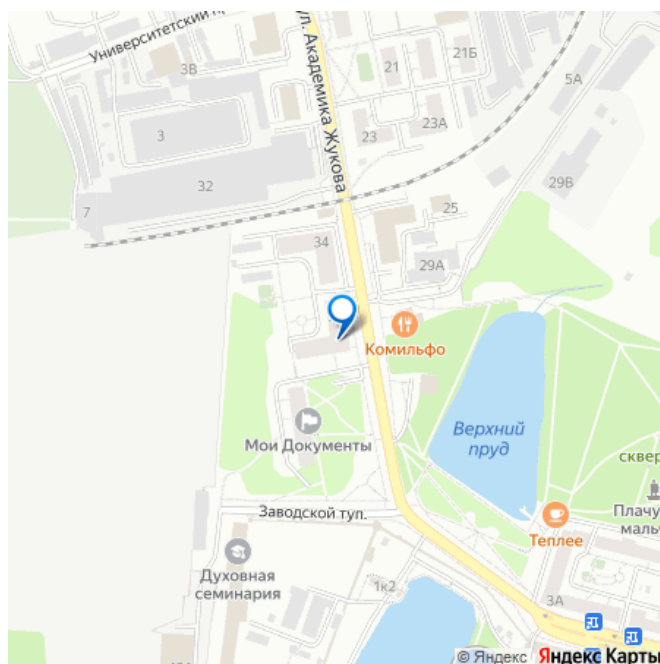 Университетский п
ул. Академика Жукова
3В
21
21Б
5А
3
23
23А
32
29В
7
25
34
29А
Комильфо
Мои Документы
Верхний
пруд
сквер
Плачу
маль
Заводской туп.
Теплее
Духовная
семинария
1к2
3А
© Яндекс Яндекс Карты